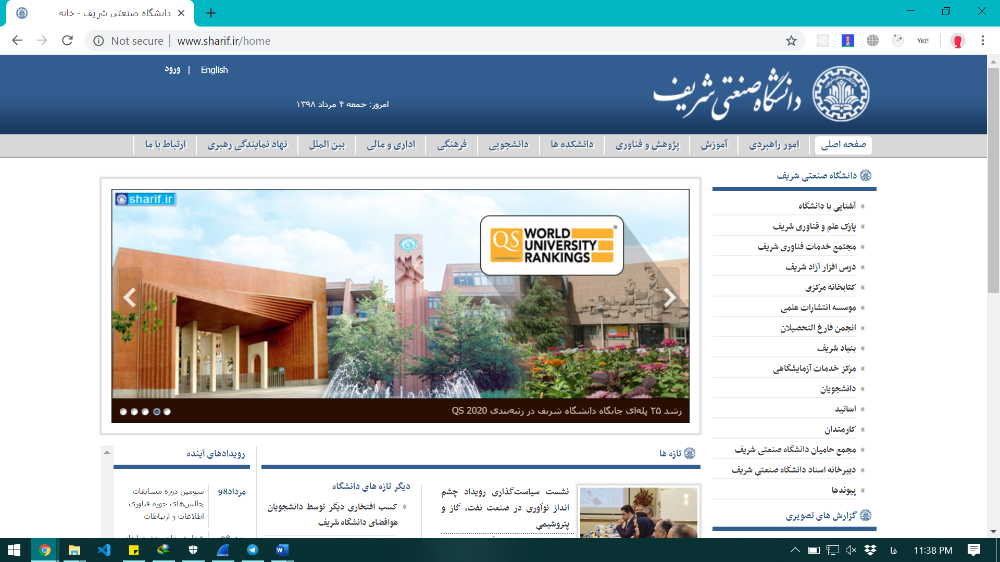 دانشگاه صنعتی شریف - خانه
Not secure | www.sharif.ir/home
Yez!
ورود | English
دانشگاه صنعتی شریف
امروز: جمعه ۴ مرداد ۱۳۹۸
صفحه اصلی
امور راهبردی
آموزش
پژوهش و فناوری
دانشکده ها
دانشجویی
فرهنگی
اداری و مالی
بین الملل
نهاد نمایندگی رهبری
ارتباط با ما
دانشگاه صنعتی شریف
» آشنایی با دانشگاه
» پارک علم و فناوری شریف
» مجتمع خدمات فناوری شریف
» درس افزار آزاد شریف
» کتابخانه مرکزی
» موسسه انتشارات علمی
» انجمن فارغ التحصیلان
» بنیاد شریف
» مرکز خدمات آزمایشگاهی
» دانشجویان
» اساتید
» کارمندان
» مجمع حامیان دانشگاه صنعتی شریف
» دبیرخانه اسناد دانشگاه صنعتی شریف
» پیوندها
گزارش های تصویری
sharif.ir
QS WORLD
UNIVERSITY
RANKINGS
رشد ۲۵ پله‌ای جایگاه دانشگاه شریف در رتبه‌بندی QS 2020
تازه ها
نشست سیاست‌گذاری رویداد چشم
انداز نوآوری در صنعت نفت، گاز و
پتروشیمی
دیگر تازه های دانشگاه
» کسب افتخاری دیگر توسط دانشجویان
هوافضای دانشگاه شریف
رویدادهای آینده
مرداد98
سومین دوره مسابقات
چالش‌های حوزه فناوری
اطلاعات و ارتباطات
فا
11:38 PM